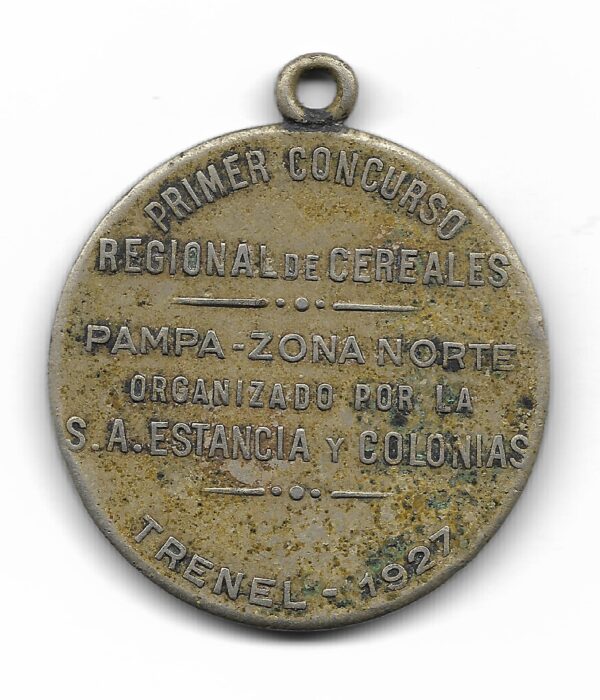 PRIMER CONCURSO
REGIONAL DE CEREALES
PAMPA - ZONA NORTE
ORGANIZADO POR LA
S.A. ESTANCIA Y COLONIAS
TRENEL - 1927